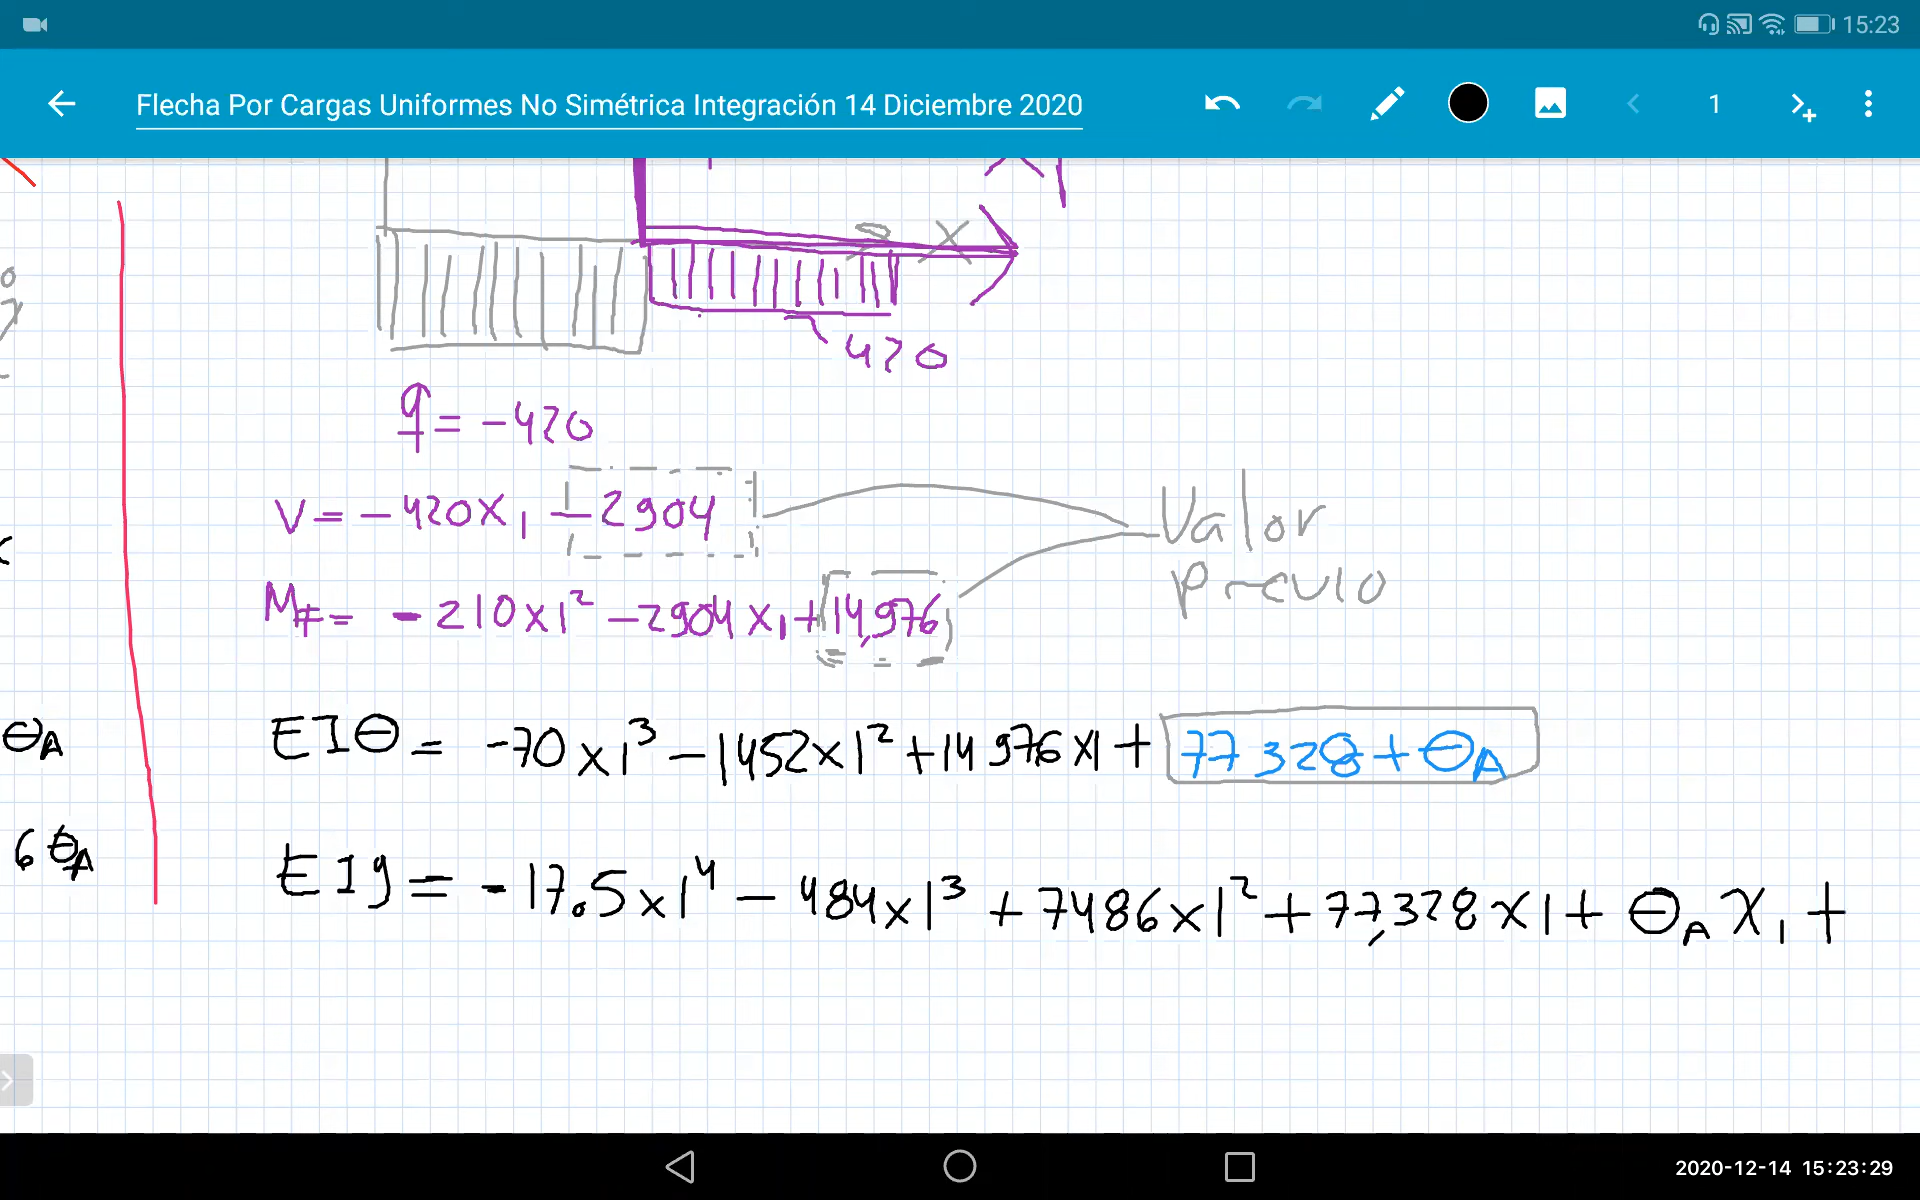 15:23
Flecha Por Cargas Uniformes No Simétrica Integración 14 Diciembre 2020
1
x
420
q = -420
V = -420x1 -2904
Valor
previo
MF = -210x1² -2904x1 + 14,976
θA
EIθ = -70x1³ - 1452x1² + 14976x1 + 77328 + θA
6θA
EIy = -17.5x1⁴ - 484x1³ + 7486x1² + 77,328x1 + θAx1 +
2020-12-14 15:23:29